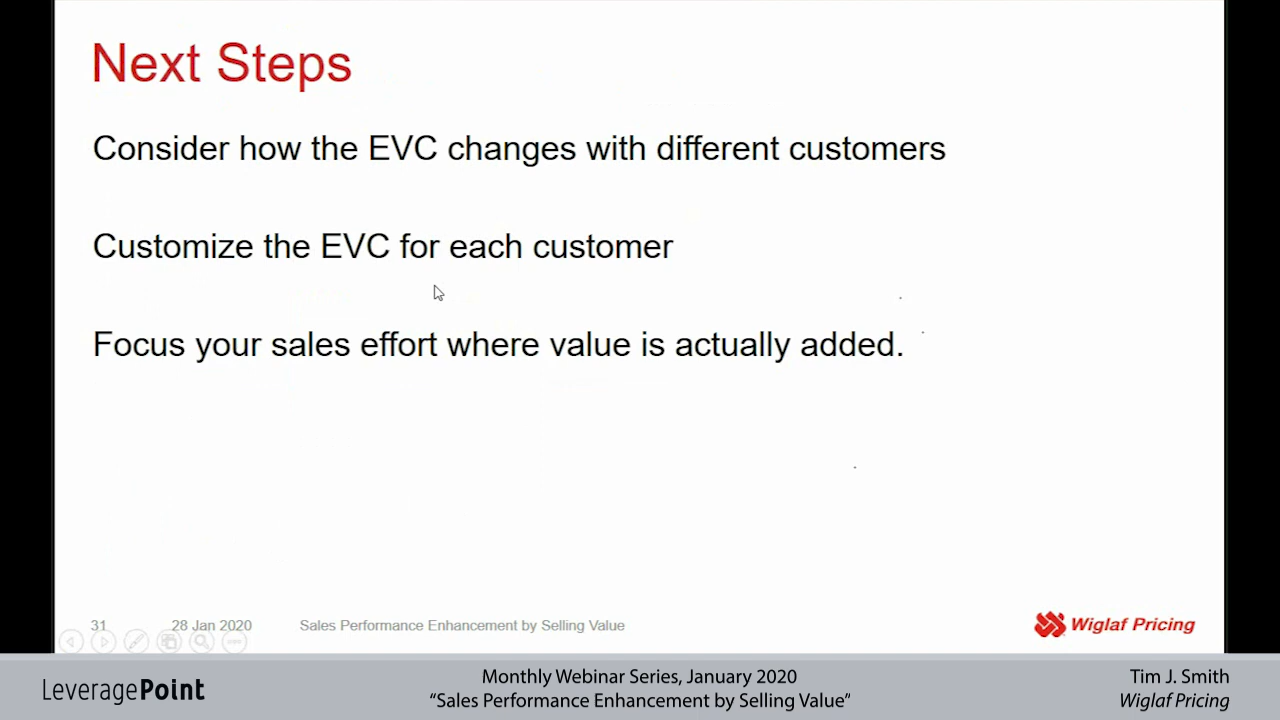 Next Steps
Consider how the EVC changes with different customers
Customize the EVC for each customer
Focus your sales effort where value is actually added.
31 28 Jan 2020 Sales Performance Enhancement by Selling Value
Wiglaf Pricing
LeveragePoint
Monthly Webinar Series, January 2020
“Sales Performance Enhancement by Selling Value”
Tim J. Smith
Wiglaf Pricing